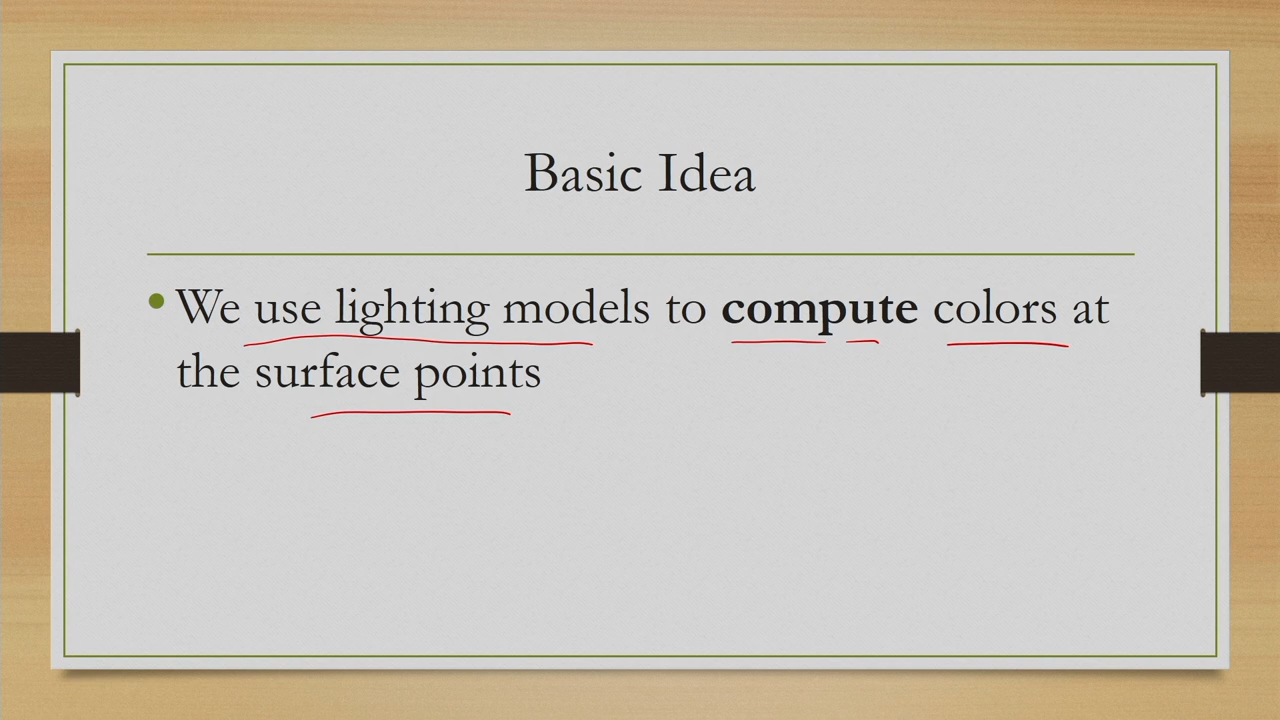 Basic Idea
• We use lighting models to compute colors at
the surface points